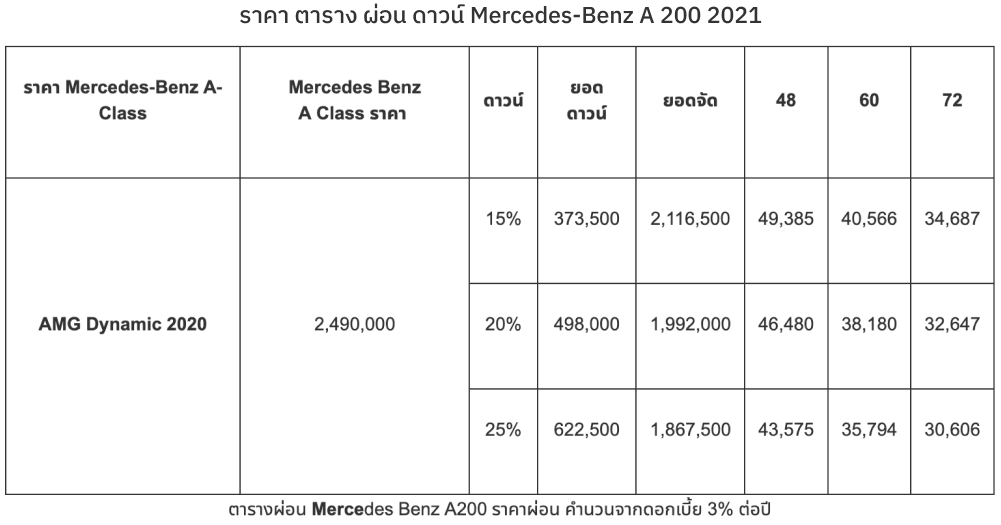 ราคา ตาราง ผ่อน ดาวน์ Mercedes-Benz A 200 2021
ราคา Mercedes-Benz A-
Class
Mercedes Benz
A Class ราคา
ดาวน์
ยอด
ดาวน์
ยอดจัด
48
60
72
AMG Dynamic 2020
2,490,000
15%
373,500
2,116,500
49,385
40,566
34,687
20%
498,000
1,992,000
46,480
38,180
32,647
25%
622,500
1,867,500
43,575
35,794
30,606
ตารางผ่อน Mercedes Benz A200 ราคาผ่อน คำนวนจากดอกเบี้ย 3% ต่อปี